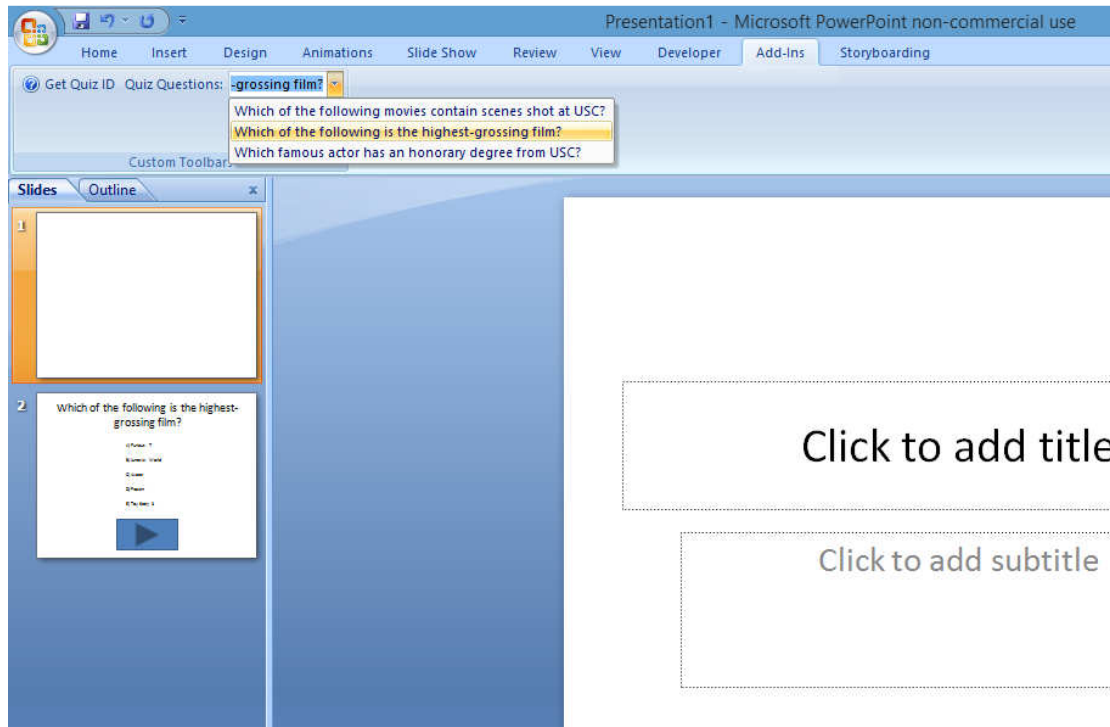 Presentation1 - Microsoft PowerPoint non-commercial use
Home Insert Design Animations Slide Show Review View Developer Add-Ins Storyboarding
Get Quiz ID Quiz Questions: -grossing film?
Which of the following movies contain scenes shot at USC?
Which of the following is the highest-grossing film?
Which famous actor has an honorary degree from USC?
Custom Toolbars
Slides Outline x
1
2
Which of the following is the highest-
grossing film?
Click to add title
Click to add subtitle